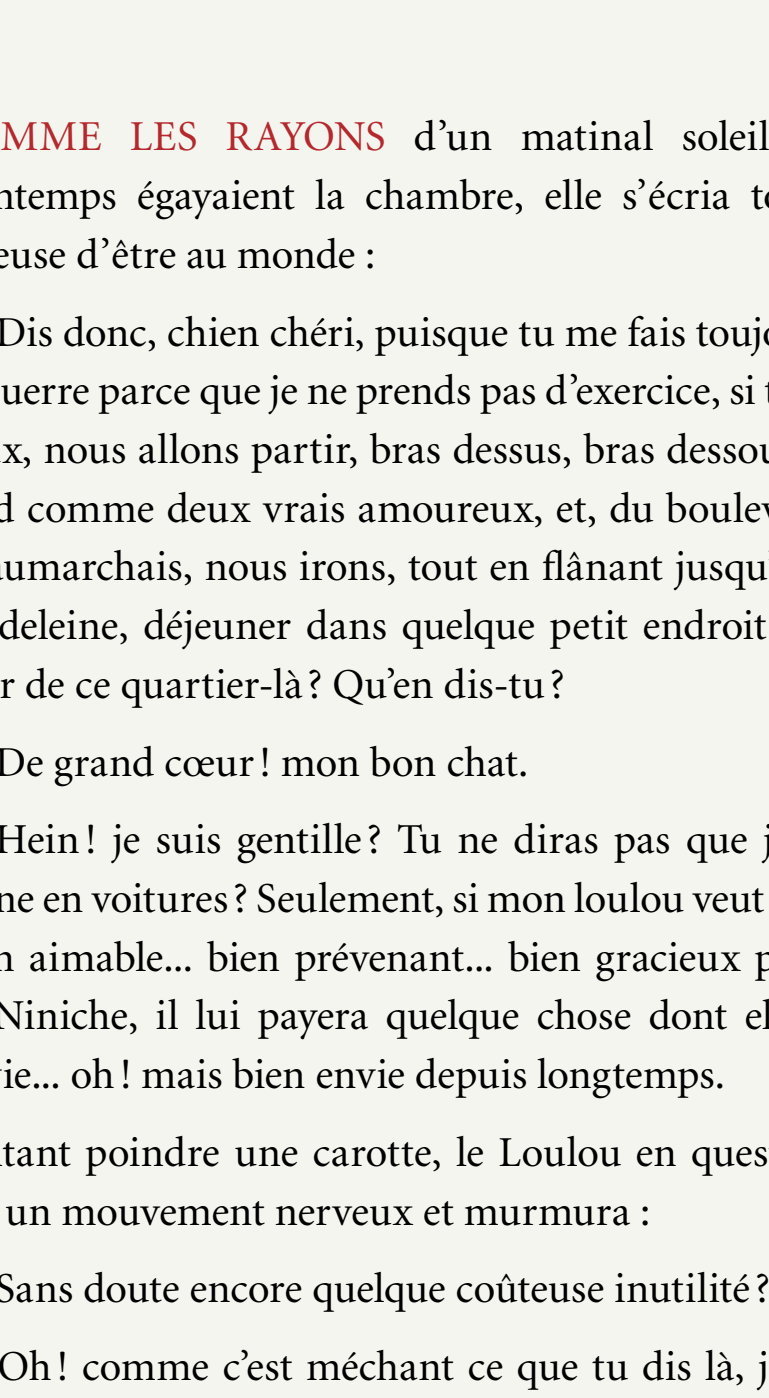 MME LES RAYONS d’un matinal soleil
ntemps égayaient la chambre, elle s’écria to
euse d’être au monde :
Dis donc, chien chéri, puisque tu me fais toujo
uerre parce que je ne prends pas d’exercice, si t
x, nous allons partir, bras dessus, bras dessou
d comme deux vrais amoureux, et, du boulev
umarchais, nous irons, tout en flânant jusqu’
deleine, déjeuner dans quelque petit endroit
r de ce quartier-là ? Qu’en dis-tu ?
De grand cœur ! mon bon chat.
Hein ! je suis gentille ? Tu ne diras pas que j
ne en voitures ? Seulement, si mon loulou veut
n aimable... bien prévenant... bien gracieux p
Niniche, il lui payera quelque chose dont el
vie... oh ! mais bien envie depuis longtemps.
tant poindre une carotte, le Loulou en ques
un mouvement nerveux et murmura :
Sans doute encore quelque coûteuse inutilité ?
Oh ! comme c’est méchant ce que tu dis là, j